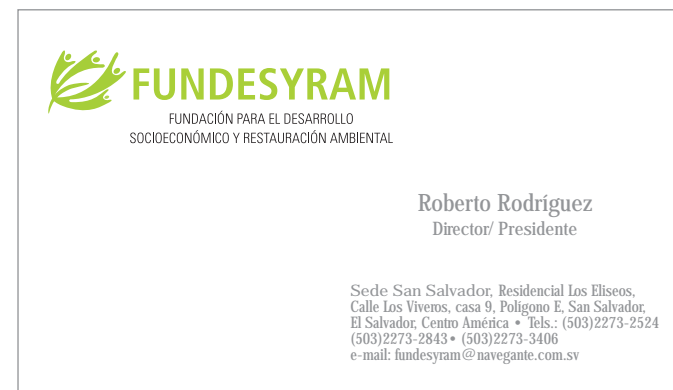 FUNDESYRAM
FUNDACIÓN PARA EL DESARROLLO
SOCIOECONÓMICO Y RESTAURACIÓN AMBIENTAL
Roberto Rodríguez
Director/ Presidente
Sede San Salvador, Residencial Los Eliseos,
Calle Los Viveros, casa 9, Polígono E, San Salvador,
El Salvador, Centro América • Tels.: (503)2273-2524
(503)2273-2843• (503)2273-3406
e-mail: fundesyram@navegante.com.sv